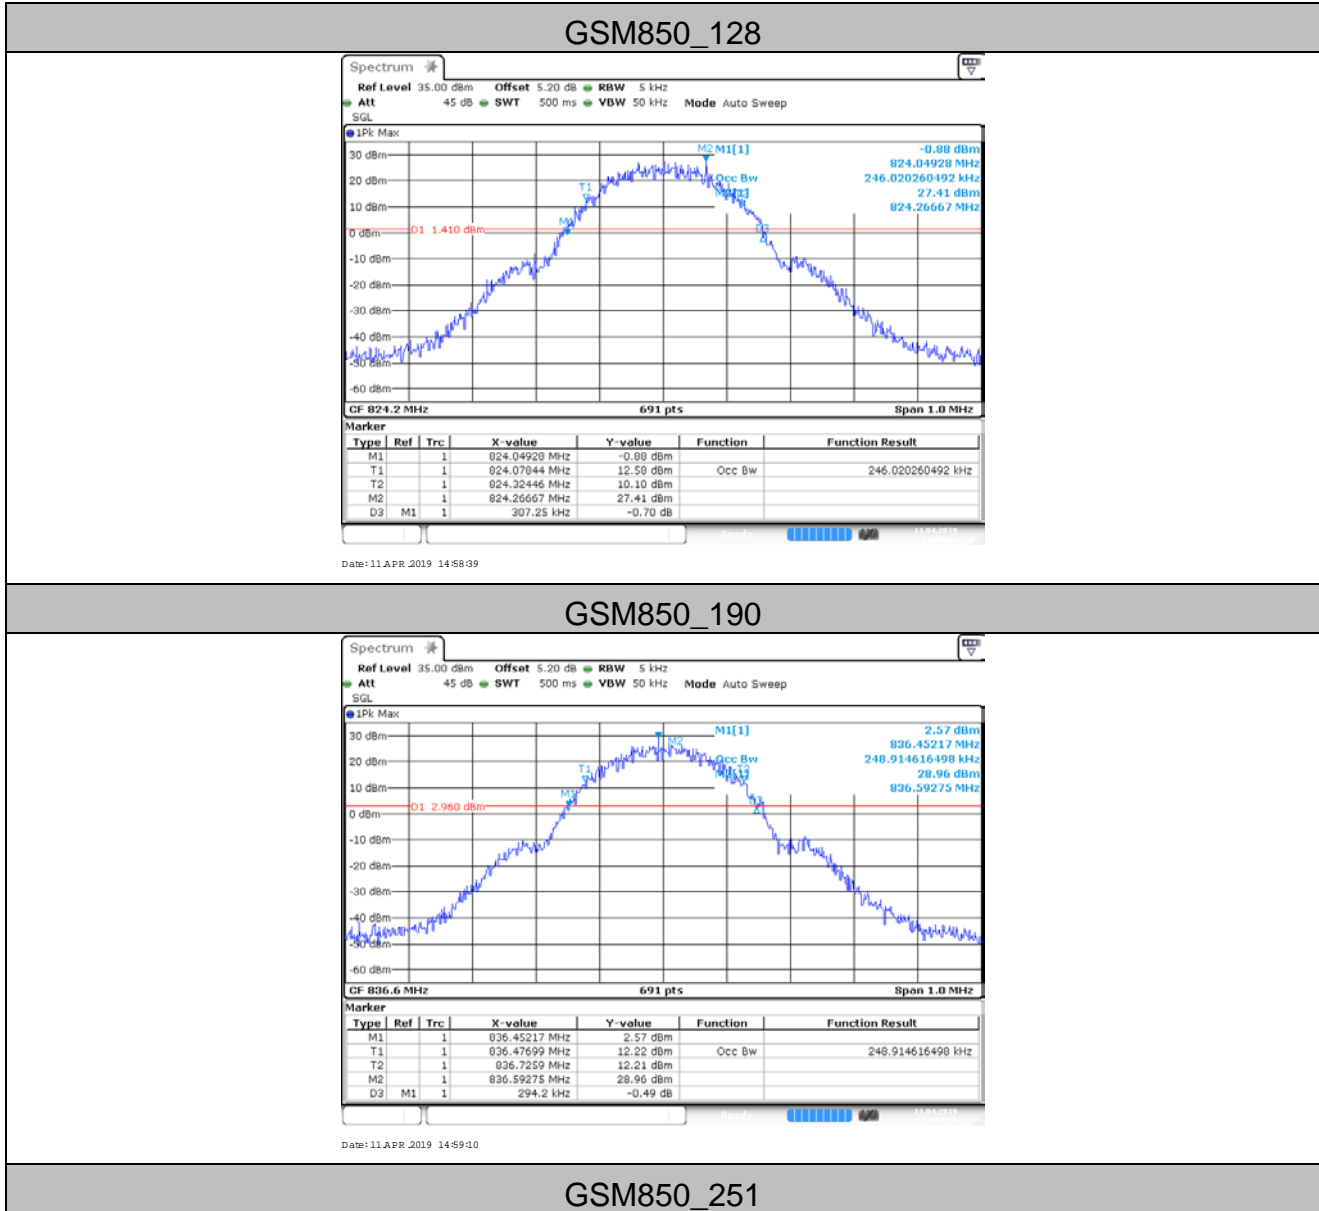 GSM850_128
Spectrum
Ref Level 35.00 dBm Offset 5.20 dB RBW 5 kHz
Att 45 dB SWT 500 ms VBW 50 kHz Mode Auto Sweep
SGL
1Pk Max
M1[1] -0.88 dBm
824.04928 MHz
Occ Bw 246.020260492 kHz
27.41 dBm
824.26667 MHz
M2
T1
M1
D3
D1 1.410 dBm
30 dBm
20 dBm
10 dBm
0 dBm
-10 dBm
-20 dBm
-30 dBm
-40 dBm
-50 dBm
-60 dBm
CF 824.2 MHz 691 pts Span 1.0 MHz
Marker
Type Ref Trc X-value Y-value Function Function Result
M1 1 824.04928 MHz -0.88 dBm
T1 1 824.07844 MHz 12.58 dBm Occ Bw 246.020260492 kHz
T2 1 824.32446 MHz 10.10 dBm
M2 1 824.26667 MHz 27.41 dBm
D3 M1 1 307.25 kHz -0.70 dB
Ready
Date: 11.APR.2019 14:58:39
GSM850_190
Spectrum
Ref Level 35.00 dBm Offset 5.20 dB RBW 5 kHz
Att 45 dB SWT 500 ms VBW 50 kHz Mode Auto Sweep
SGL
1Pk Max
M1[1] 2.57 dBm
836.45217 MHz
Occ Bw 248.914616498 kHz
28.96 dBm
836.59275 MHz
M2
T1
T2
M1
D3
D1 2.960 dBm
30 dBm
20 dBm
10 dBm
0 dBm
-10 dBm
-20 dBm
-30 dBm
-40 dBm
-50 dBm
-60 dBm
CF 836.6 MHz 691 pts Span 1.0 MHz
Marker
Type Ref Trc X-value Y-value Function Function Result
M1 1 836.45217 MHz 2.57 dBm
T1 1 836.47699 MHz 12.22 dBm Occ Bw 248.914616498 kHz
T2 1 836.7259 MHz 12.21 dBm
M2 1 836.59275 MHz 28.96 dBm
D3 M1 1 294.2 kHz -0.49 dB
Ready
Date: 11.APR.2019 14:59:10
GSM850_251